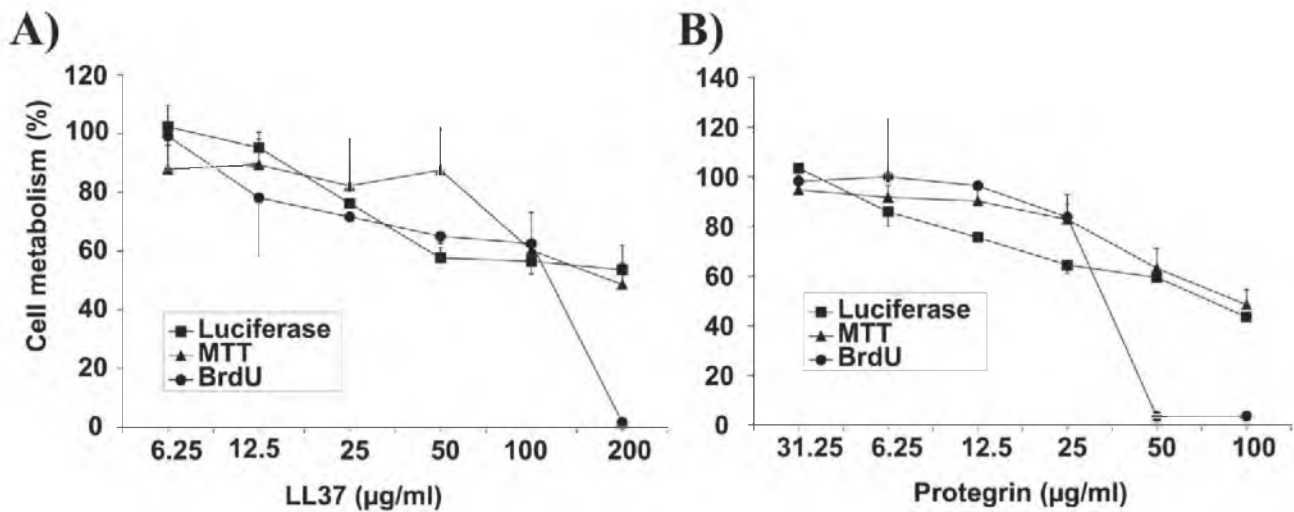 A)
Cell metabolism (%)
120
100
80
60
40
20
0
Luciferase
MTT
BrdU
6.25 12.5 25 50 100 200
LL37 (µg/ml)
B)
140
120
100
80
60
40
20
0
Luciferase
MTT
BrdU
31.25 6.25 12.5 25 50 100
Protegrin (µg/ml)